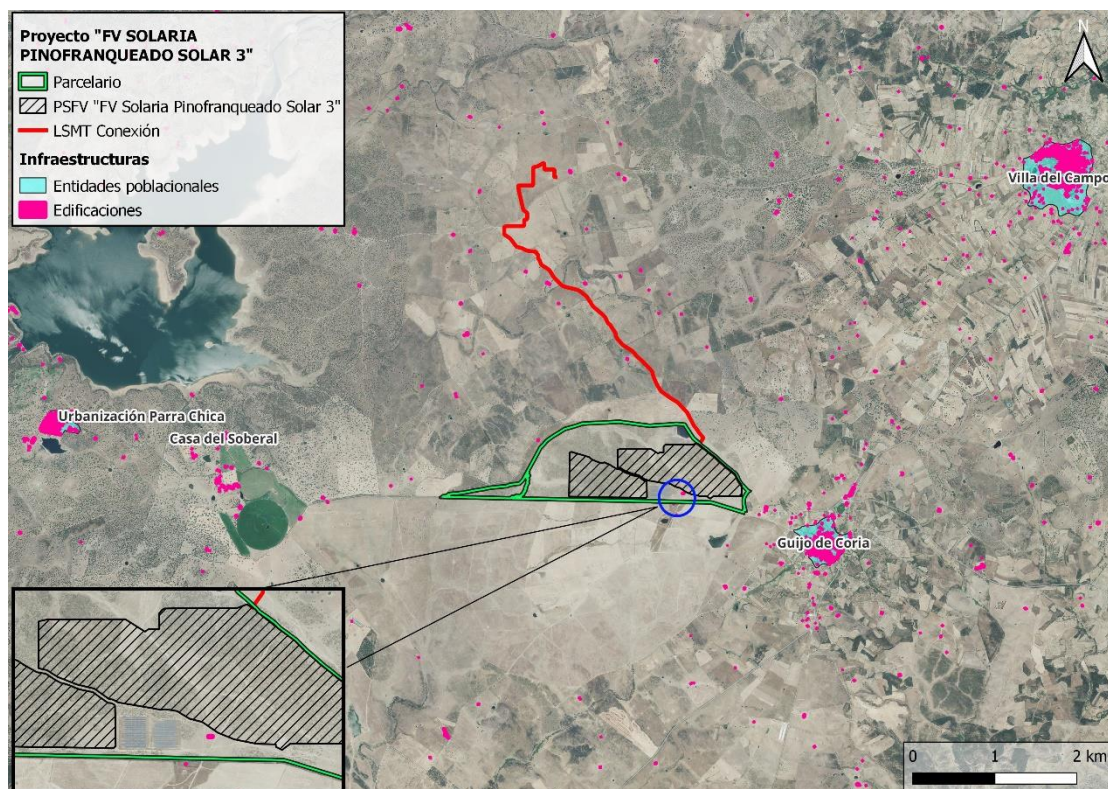 Proyecto "FV SOLARIA
PINOFRANQUEADO SOLAR 3"
Parcelario
PSFV "FV Solaria Pinofranqueado Solar 3"
LSMT Conexión
Infraestructuras
Entidades poblacionales
Edificaciones
N
Villa del Campo
Urbanización Parra Chica
Casa del Soberal
Guijo de Coria
0 1 2 km